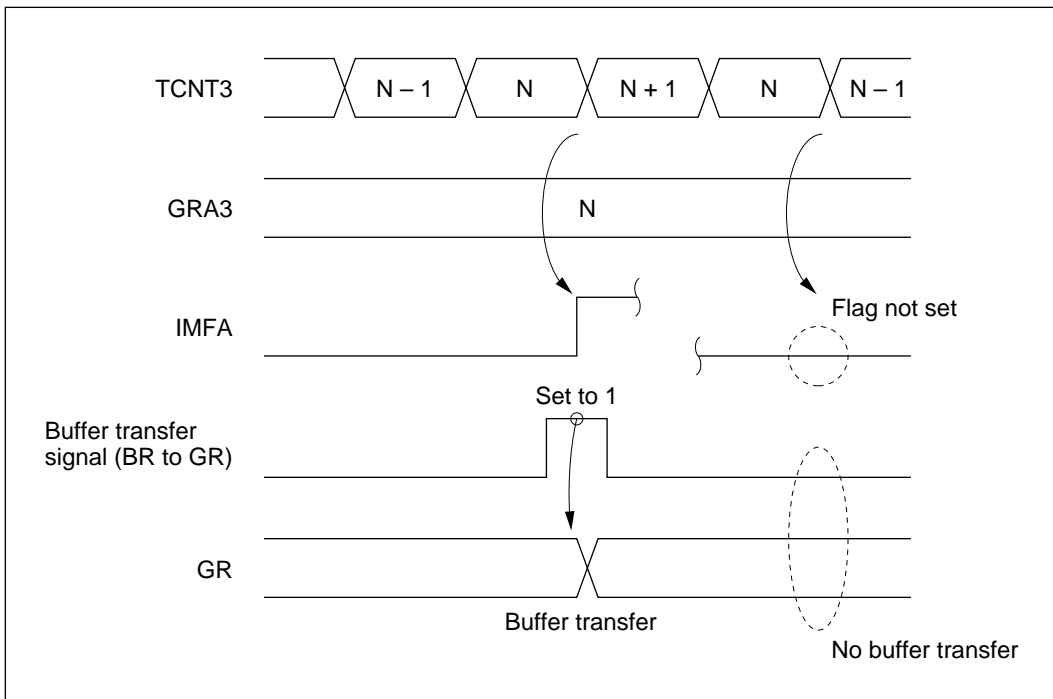 TCNT3
N – 1
N
N + 1
N
N – 1
GRA3
N
IMFA
Flag not set
Set to 1
Buffer transfer
signal (BR to GR)
GR
Buffer transfer
No buffer transfer